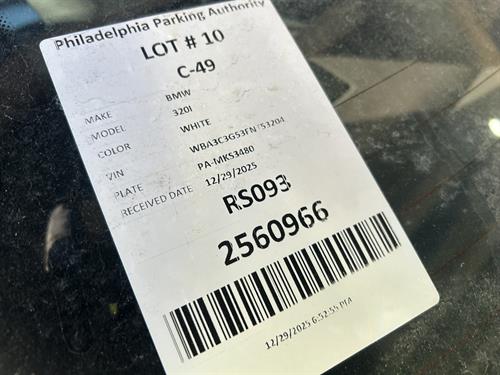 Philadelphia Parking Authority
LOT # 10
C-49
MAKE BMW
MODEL 320I
COLOR WHITE
VIN
PLATE PA-MKS3480
RECEIVED DATE 12/29/2025
RS093
2560966
12/29/2025 6:52:55 PM